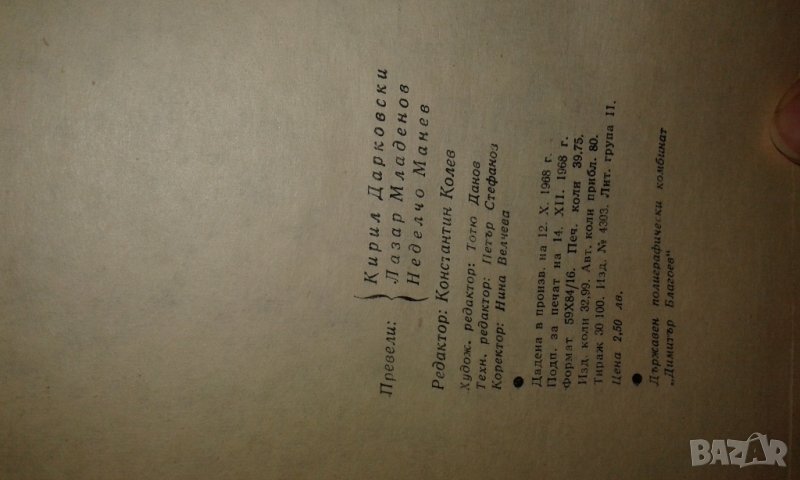 Превели:
Кирил Дарковски
Лазар Младенов
Неделчо Манев
Редактор: Константин Колев
Худож. редактор: Тотю Данов
Техн. редактор: Петър Стефанов
Коректор: Нина Велчева
Дадена в произв. на 12. X. 1968 г.
Подп. за печат на 14. XII. 1968 г.
Формат 59X84/16. Печ. коли 39.75.
Изд. коли 32.99. Авт. коли прибл. 80.
Тираж 30 100. Изд. № 4303. Лит. група II.
Цена 2,50 лв.
Държавен полиграфически комбинат
„Димитър Благоев“
BAZAR